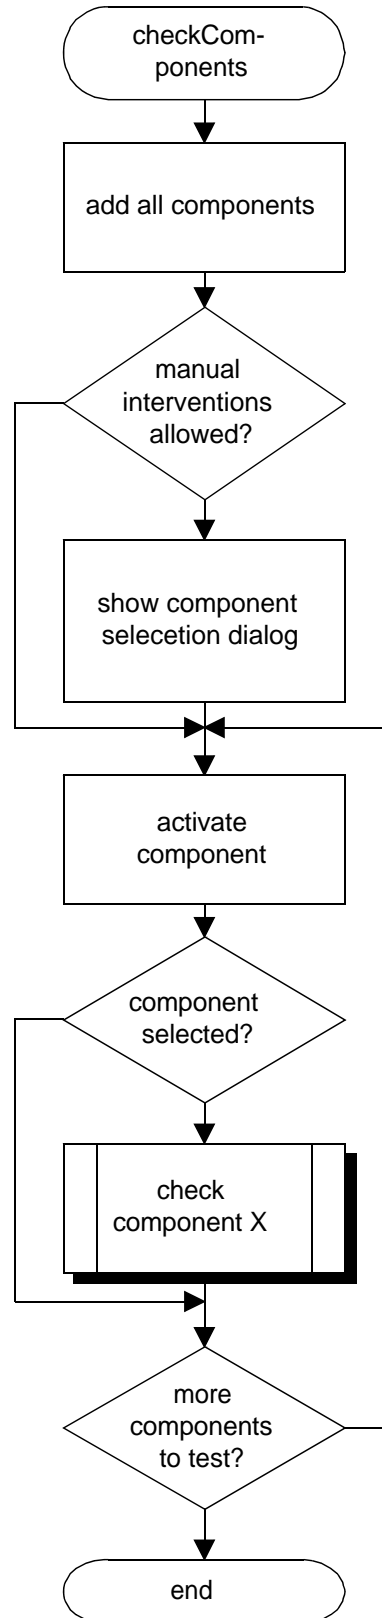 checkCom-
ponents
add all components
manual
interventions
allowed?
show component
selecetion dialog
activate
component
component
selected?
check
component X
more
components
to test?
end